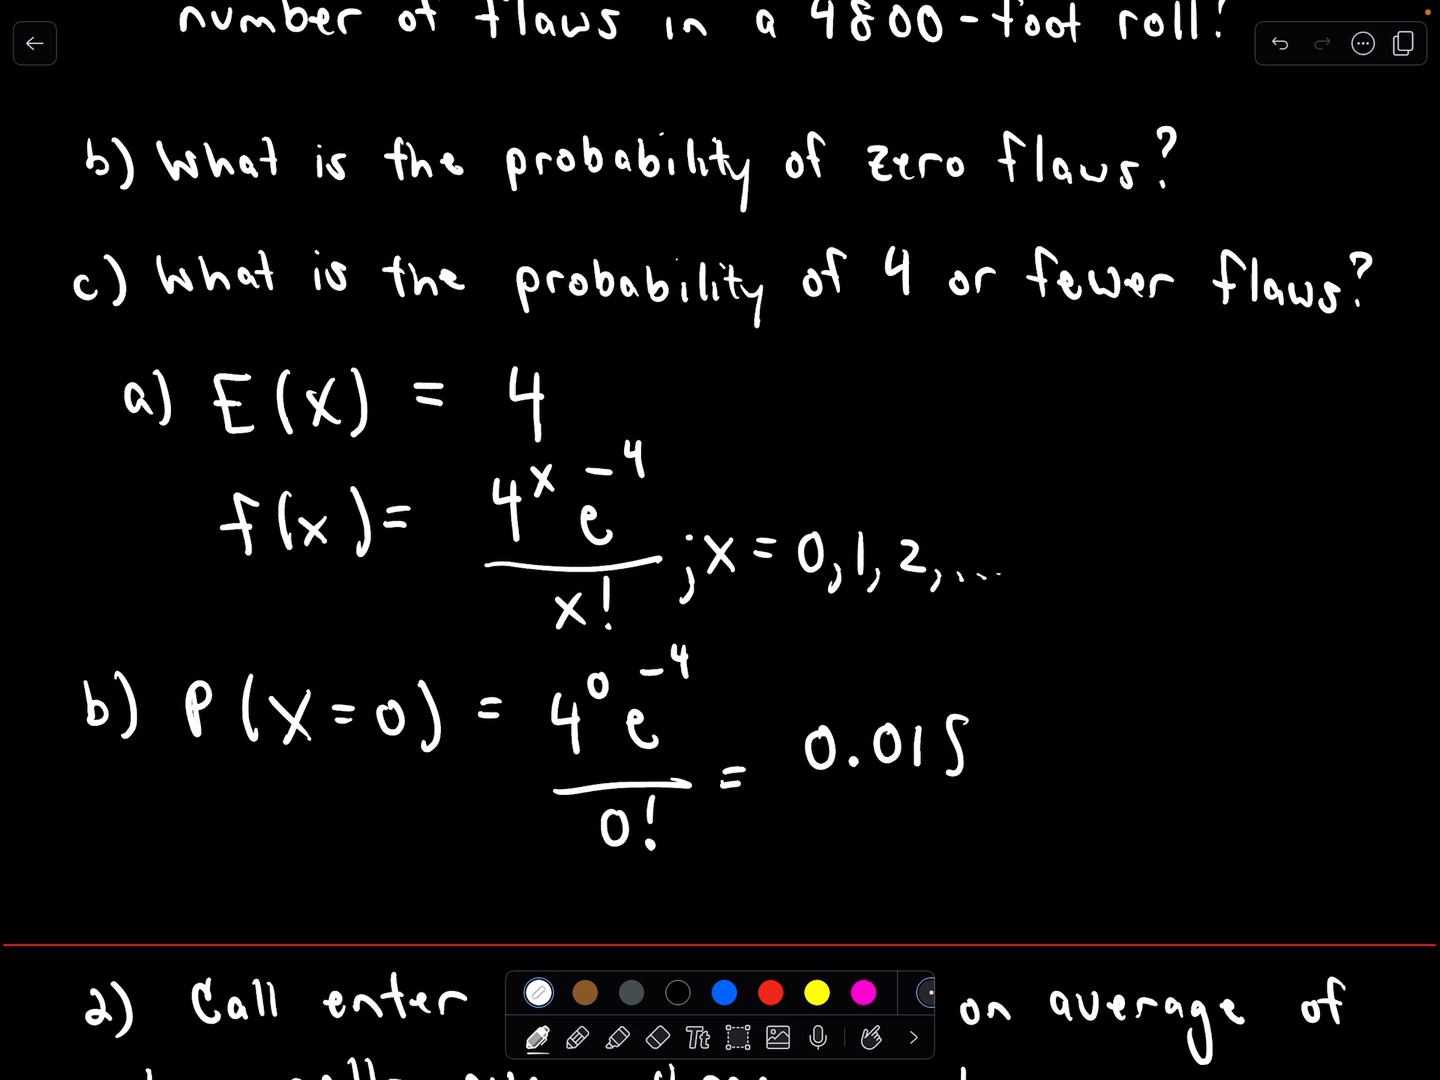 number of flaws in a 4800-foot roll?
b) What is the probability of zero flaws?
c) What is the probability of 4 or fewer flaws?
a) E(X) = 4
f(x) = 4^x e^-4 / x! ; x = 0, 1, 2, ...
b) P(X=0) = 4^0 e^-4 / 0! = 0.015
2) Call enter on average of
Tt